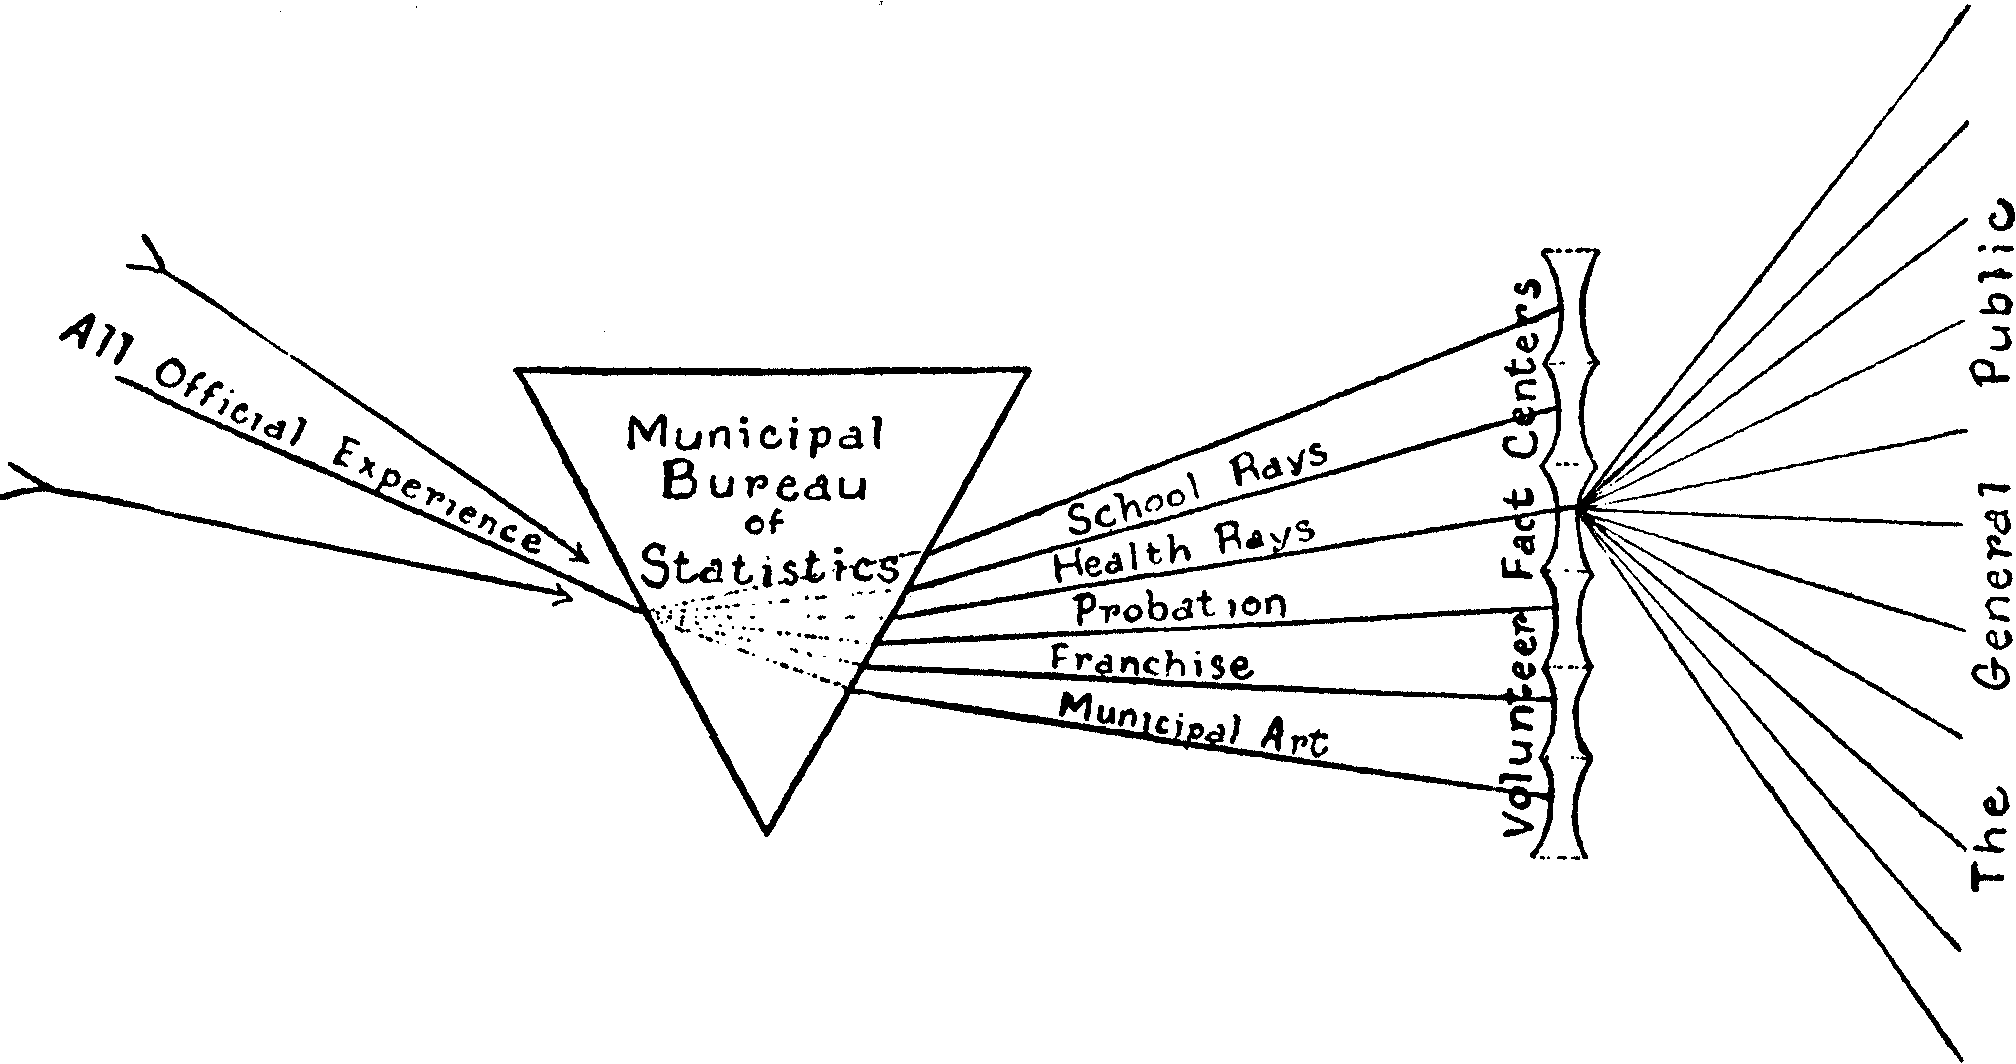 All Official Experience
Municipal
Bureau
of
Statistics
School Rays
Health Rays
Probation
Franchise
Municipal Art
Volunteer Fact Centers
The General Public